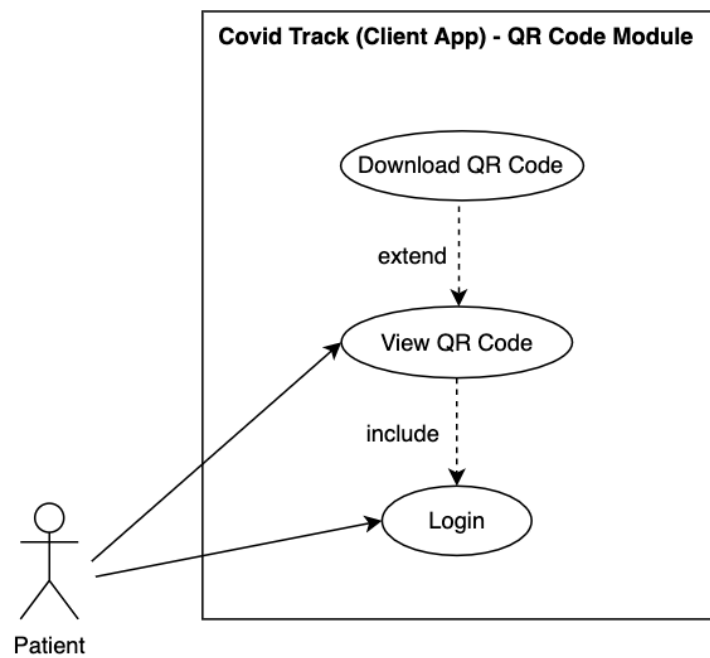 Covid Track (Client App) - QR Code Module
Download QR Code
extend
View QR Code
include
Login
Patient